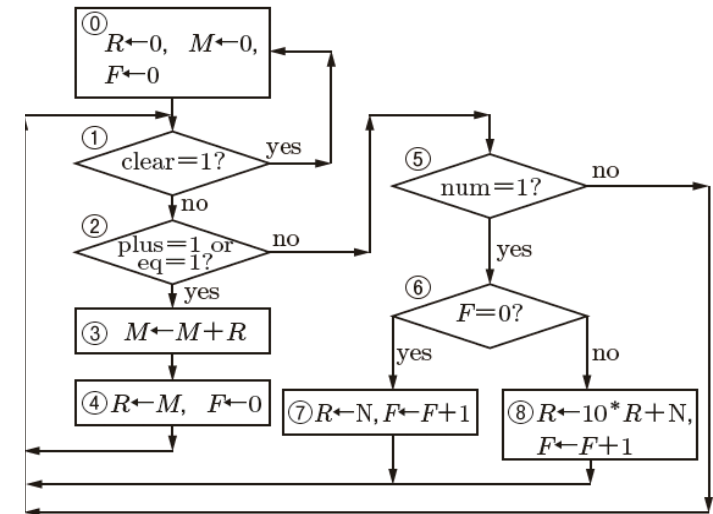 ⓪
R←0, M←0,
F←0
①
clear=1?
yes
no
②
plus=1 or
eq=1?
no
yes
③ M←M+R
④ R←M, F←0
⑤
num=1?
no
yes
⑥
F=0?
yes
no
⑦ R←N, F←F+1
⑧ R←10*R+N,
F←F+1